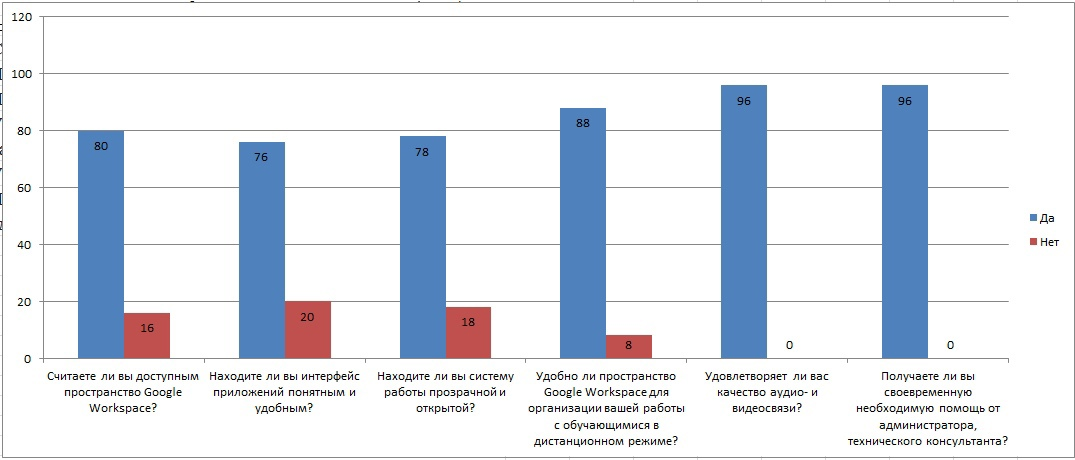 120
100
80
60
40
20
0
80
16
76
20
78
18
88
8
96
0
96
0
Да
Нет
Считаете ли вы доступным
пространство Google
Workspace?
Находите ли вы интерфейс
приложений понятным и
удобным?
Находите ли вы систему
работы прозрачной и
открытой?
Удобно ли пространство
Google Workspace для
организации вашей работы
с обучающимися в
дистанционном режиме?
Удовлетворяет ли вас
качество аудио- и
видеосвязи?
Получаете ли вы
своевременную
необходимую помощь от
администратора,
технического консультанта?